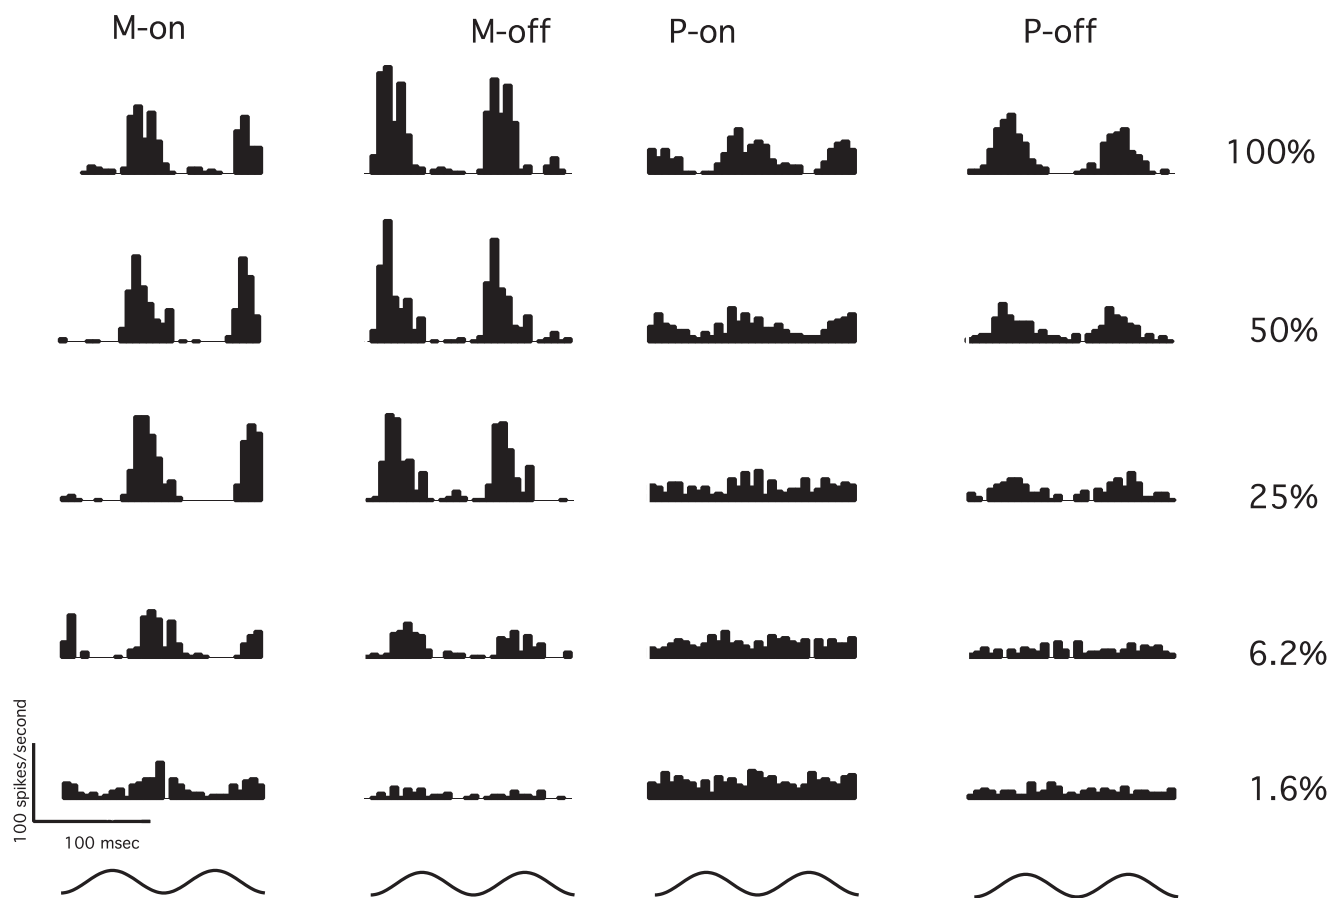 M-on
M-off
P-on
P-off
100%
50%
25%
6.2%
1.6%
100 spikes/second
100 msec